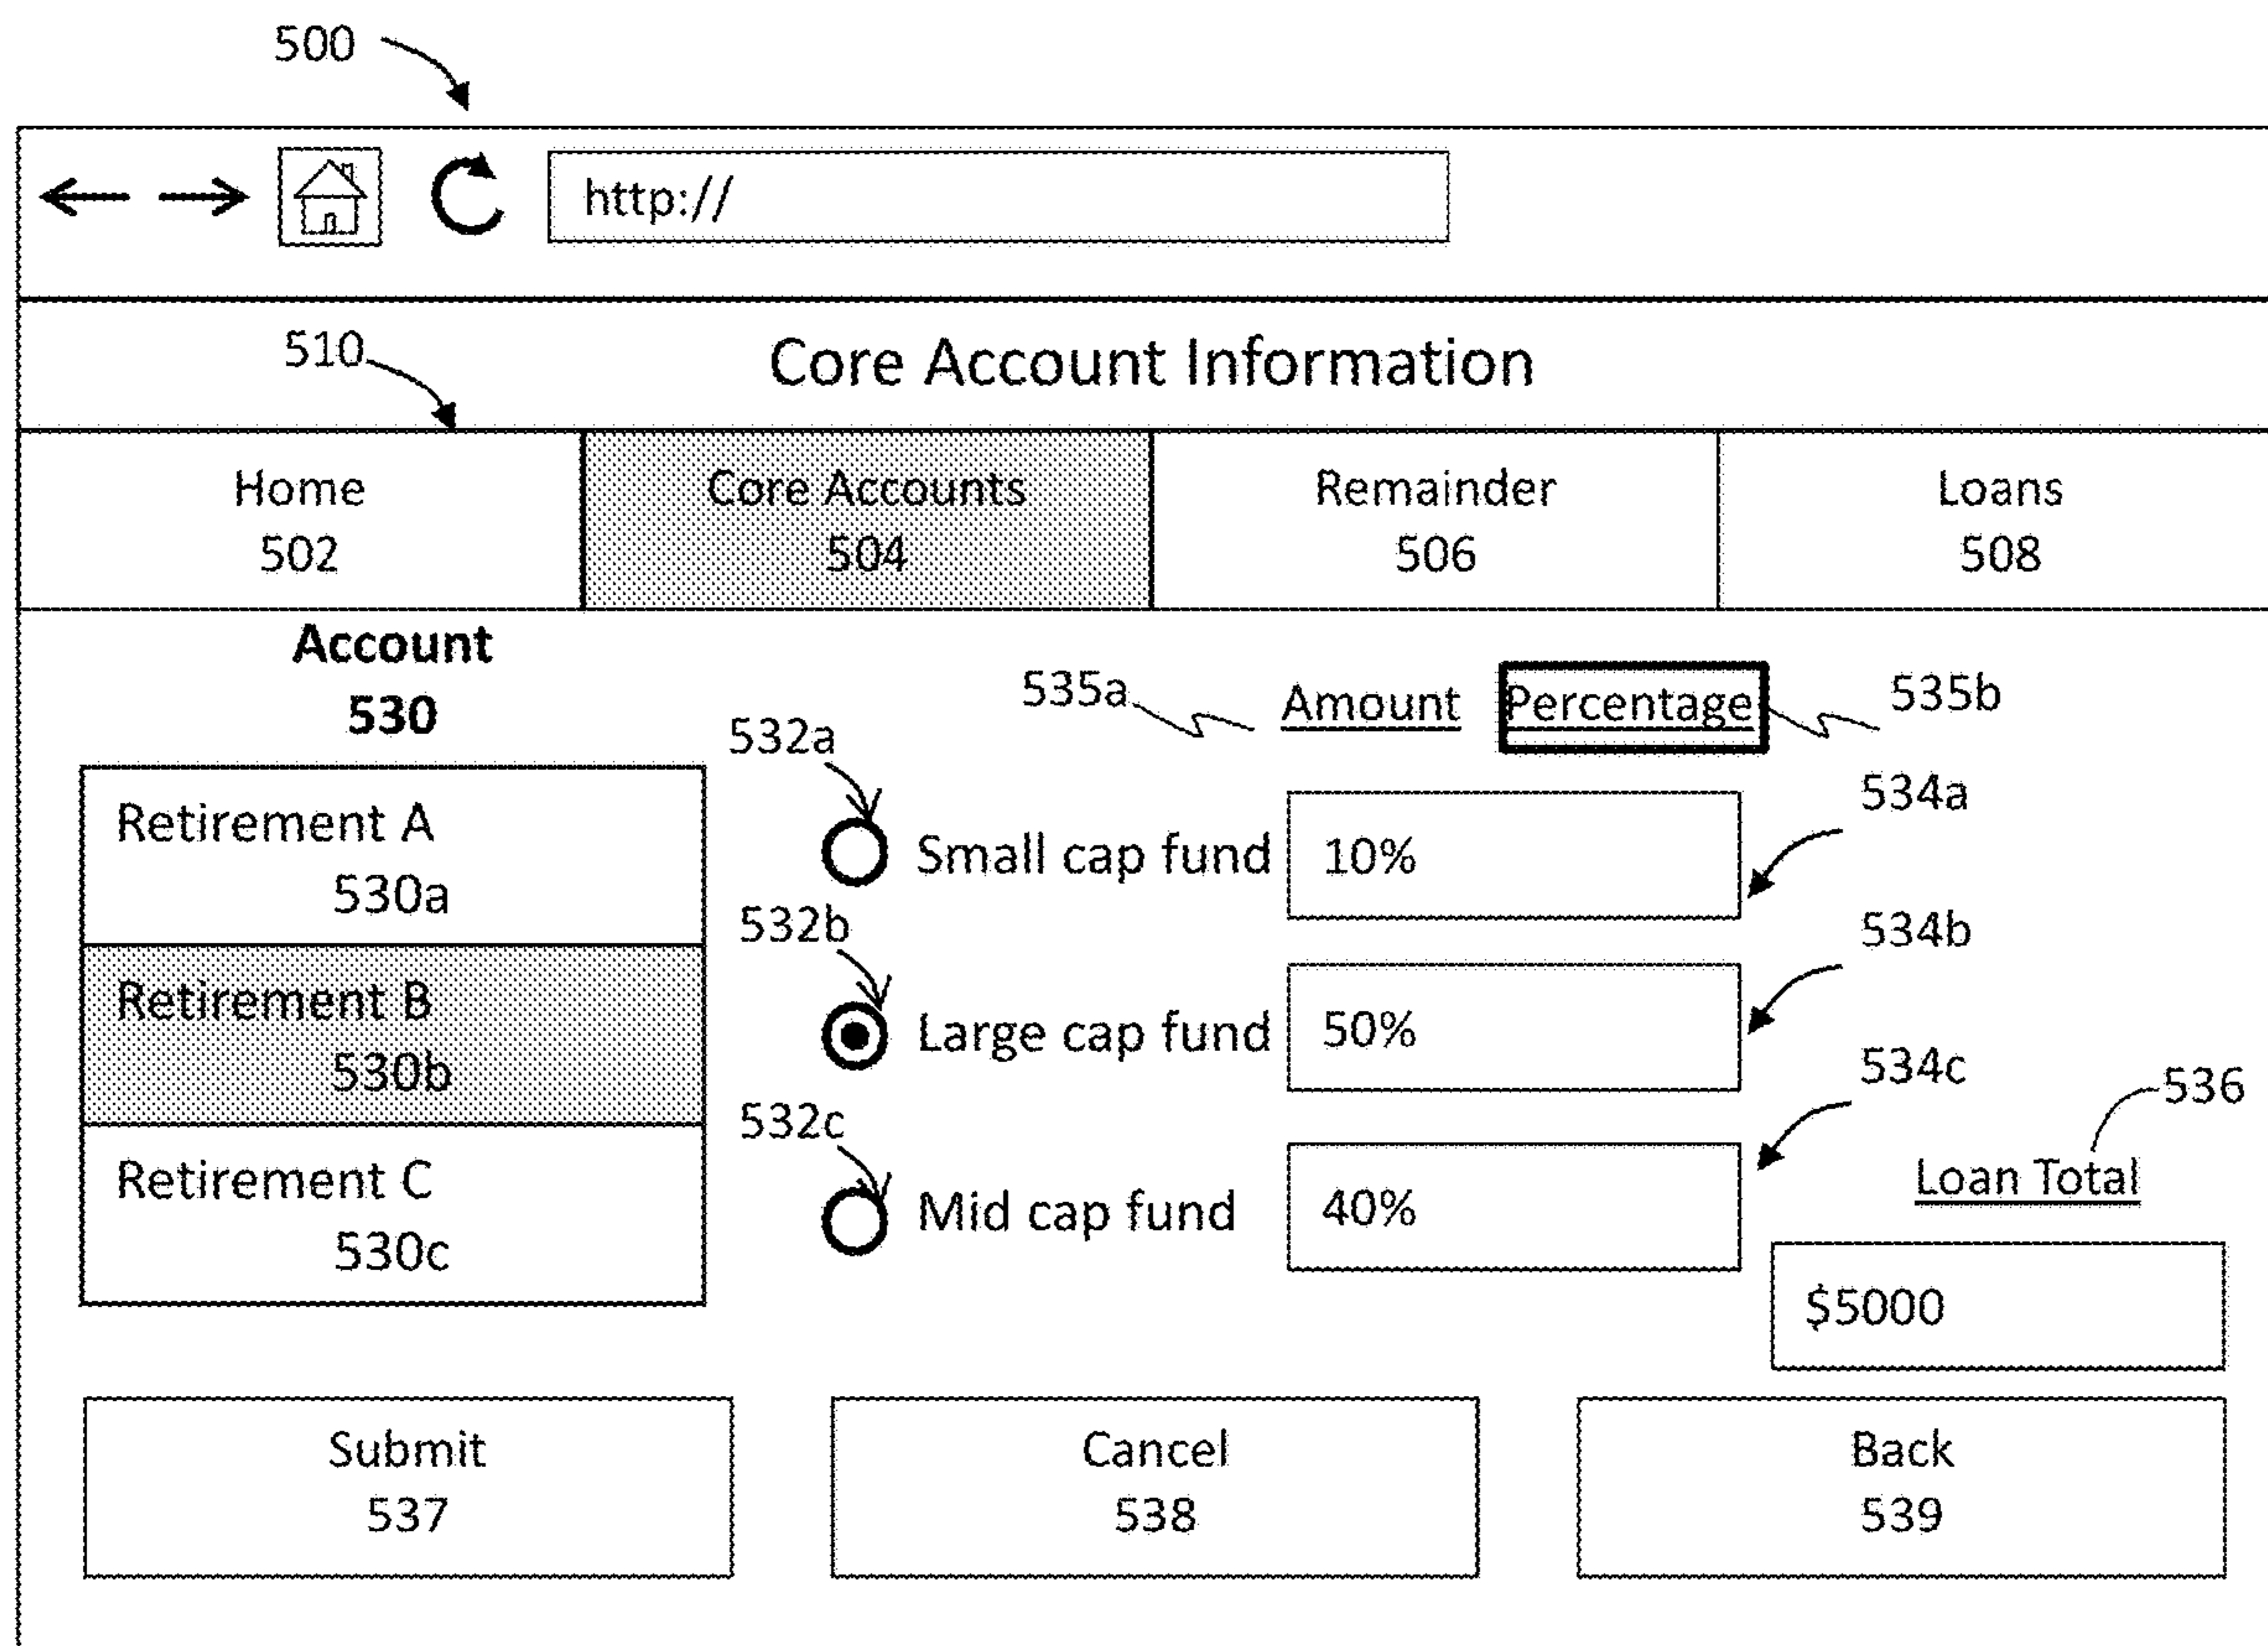 500
http://
510
Core Account Information
Home
502
Core Accounts
504
Remainder
506
Loans
508
Account
530
Retirement A
530a
Retirement B
530b
Retirement C
530c
535a
Amount
Percentage
535b
532a
Small cap fund
10%
534a
532b
Large cap fund
50%
534b
532c
Mid cap fund
40%
534c
536
Loan Total
$5000
Submit
537
Cancel
538
Back
539